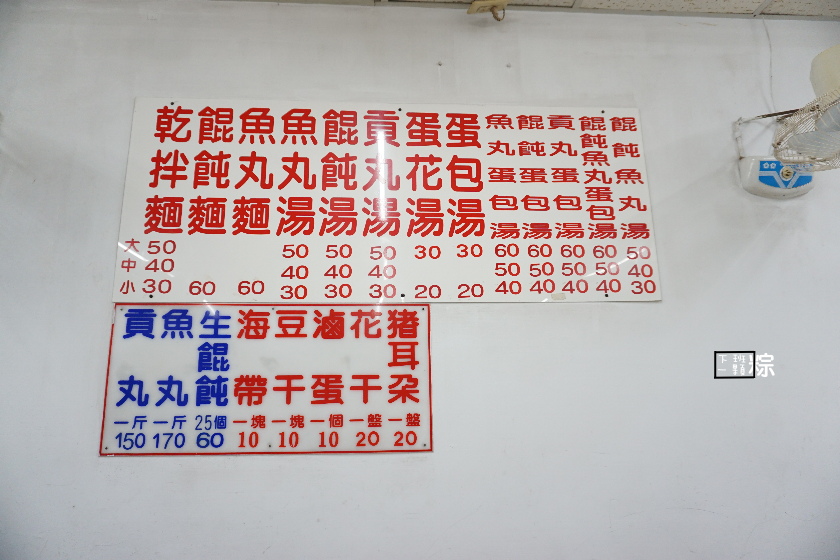 乾拌麵 大50 中40 小30
餛飩麵 60
魚丸麵 60
魚丸湯 50 40 30
餛飩湯 50 40 30
貢丸湯 50 40 30
蛋花湯 30 20
蛋包湯 30 20
魚丸蛋包湯 60 50 40
餛飩蛋包湯 60 50 40
貢丸蛋包湯 60 50 40
餛飩魚丸蛋包湯 60 50 40
餛飩魚丸湯 50 40 30
貢丸 一斤 150
魚丸 一斤 170
生餛飩 25個 60
海帶 一塊 10
豆干 一塊 10
滷蛋 一個 10
花干 一盤 20
豬耳朵 一盤 20
下班
一顆
粽